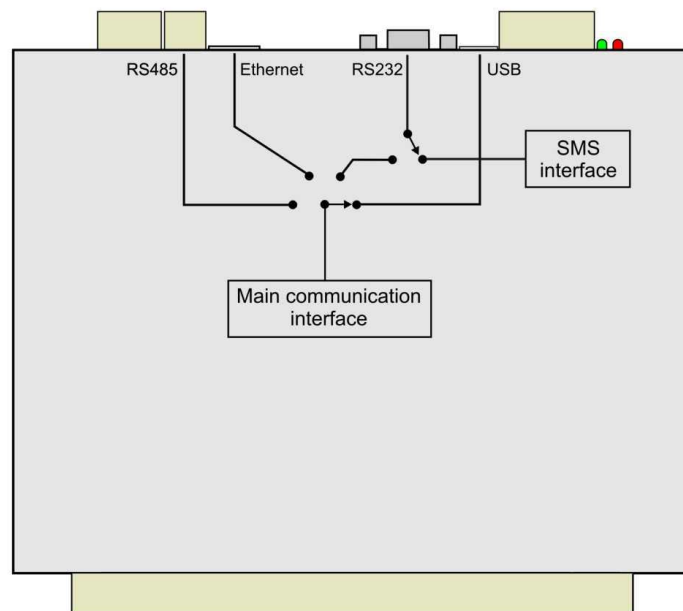 RS485
Ethernet
RS232
USB
SMS
interface
Main communication
interface